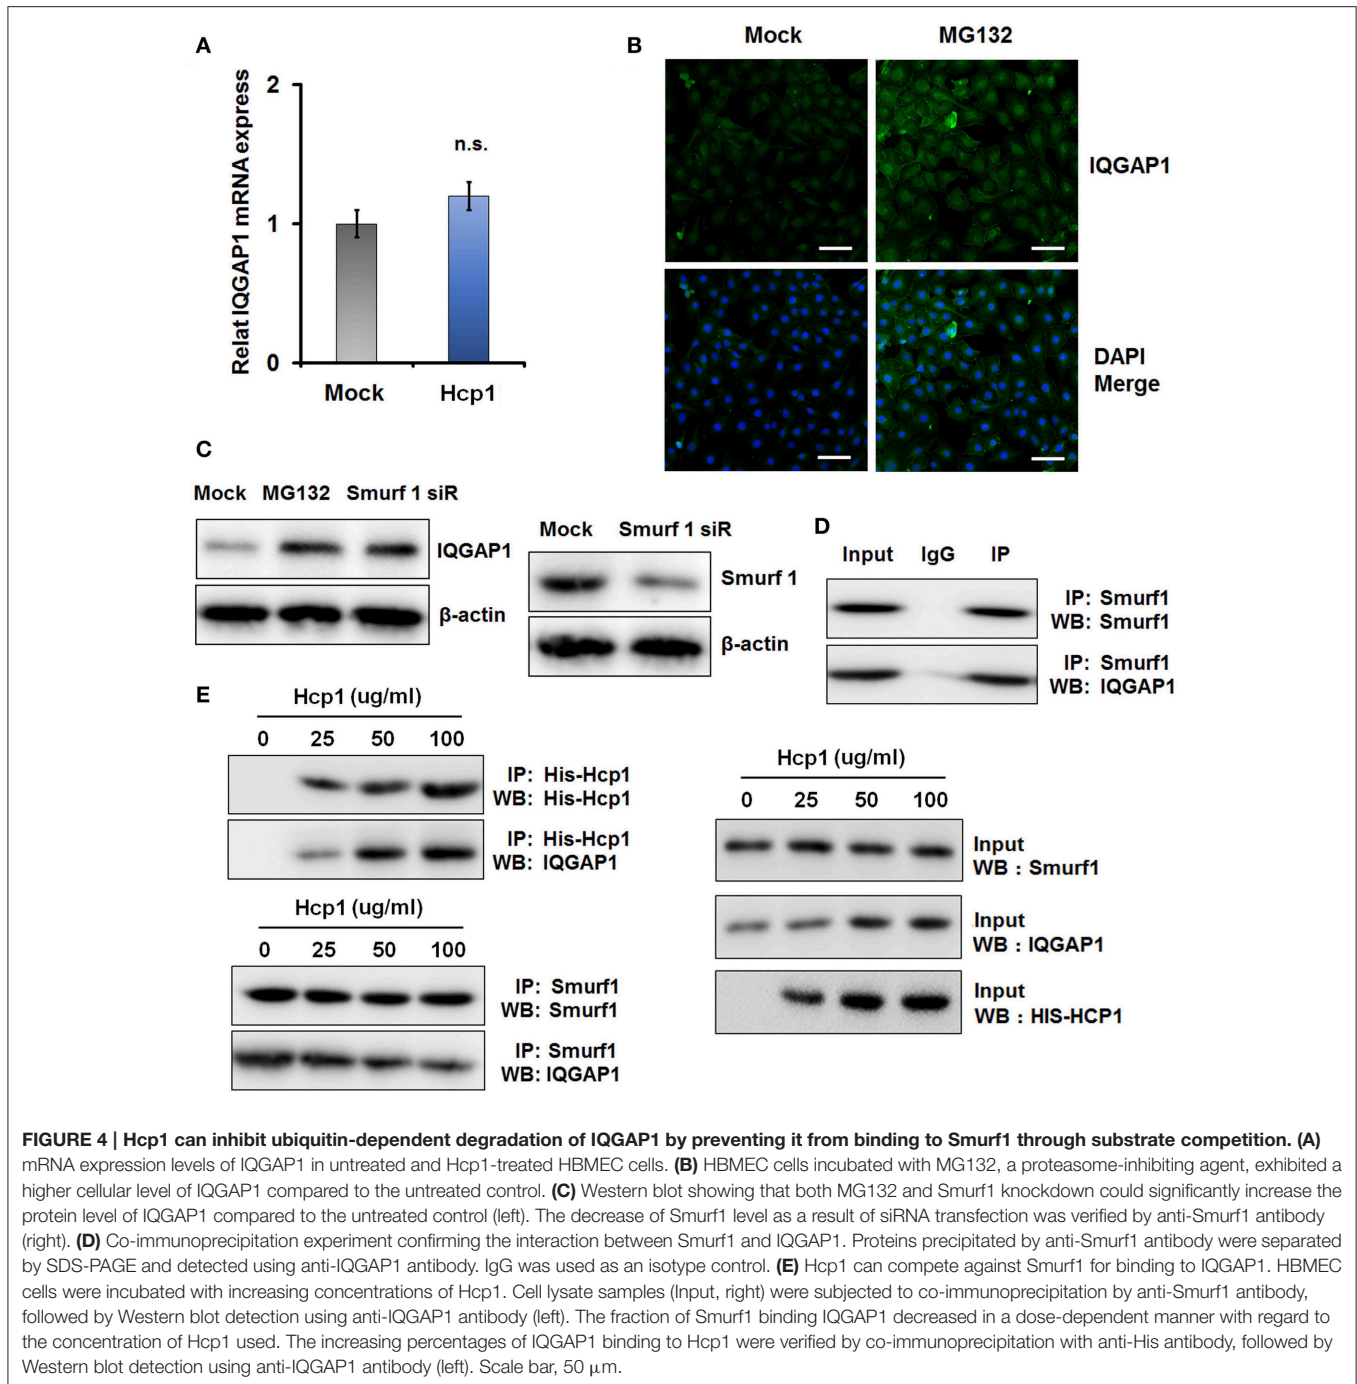 A
Relat IQGAP1 mRNA express
2
1
0
n.s.
Mock
Hcp1
B
Mock
MG132
IQGAP1
DAPI
Merge
C
Mock MG132 Smurf 1 siR
IQGAP1
β-actin
Mock Smurf 1 siR
Smurf 1
β-actin
D
Input IgG IP
IP: Smurf1
WB: Smurf1
IP: Smurf1
WB: IQGAP1
E
Hcp1 (ug/ml)
0 25 50 100
IP: His-Hcp1
WB: His-Hcp1
IP: His-Hcp1
WB: IQGAP1
Hcp1 (ug/ml)
0 25 50 100
IP: Smurf1
WB: Smurf1
IP: Smurf1
WB: IQGAP1
Hcp1 (ug/ml)
0 25 50 100
Input
WB : Smurf1
Input
WB : IQGAP1
Input
WB : HIS-HCP1
FIGURE 4 | Hcp1 can inhibit ubiquitin-dependent degradation of IQGAP1 by preventing it from binding to Smurf1 through substrate competition. (A)
mRNA expression levels of IQGAP1 in untreated and Hcp1-treated HBMEC cells. (B) HBMEC cells incubated with MG132, a proteasome-inhibiting agent, exhibited a
higher cellular level of IQGAP1 compared to the untreated control. (C) Western blot showing that both MG132 and Smurf1 knockdown could significantly increase the
protein level of IQGAP1 compared to the untreated control (left). The decrease of Smurf1 level as a result of siRNA transfection was verified by anti-Smurf1 antibody
(right). (D) Co-immunoprecipitation experiment confirming the interaction between Smurf1 and IQGAP1. Proteins precipitated by anti-Smurf1 antibody were separated
by SDS-PAGE and detected using anti-IQGAP1 antibody. IgG was used as an isotype control. (E) Hcp1 can compete against Smurf1 for binding to IQGAP1. HBMEC
cells were incubated with increasing concentrations of Hcp1. Cell lysate samples (Input, right) were subjected to co-immunoprecipitation by anti-Smurf1 antibody,
followed by Western blot detection using anti-IQGAP1 antibody (left). The fraction of Smurf1 binding IQGAP1 decreased in a dose-dependent manner with regard to
the concentration of Hcp1 used. The increasing percentages of IQGAP1 binding to Hcp1 were verified by co-immunoprecipitation with anti-His antibody, followed by
Western blot detection using anti-IQGAP1 antibody (left). Scale bar, 50 μm.